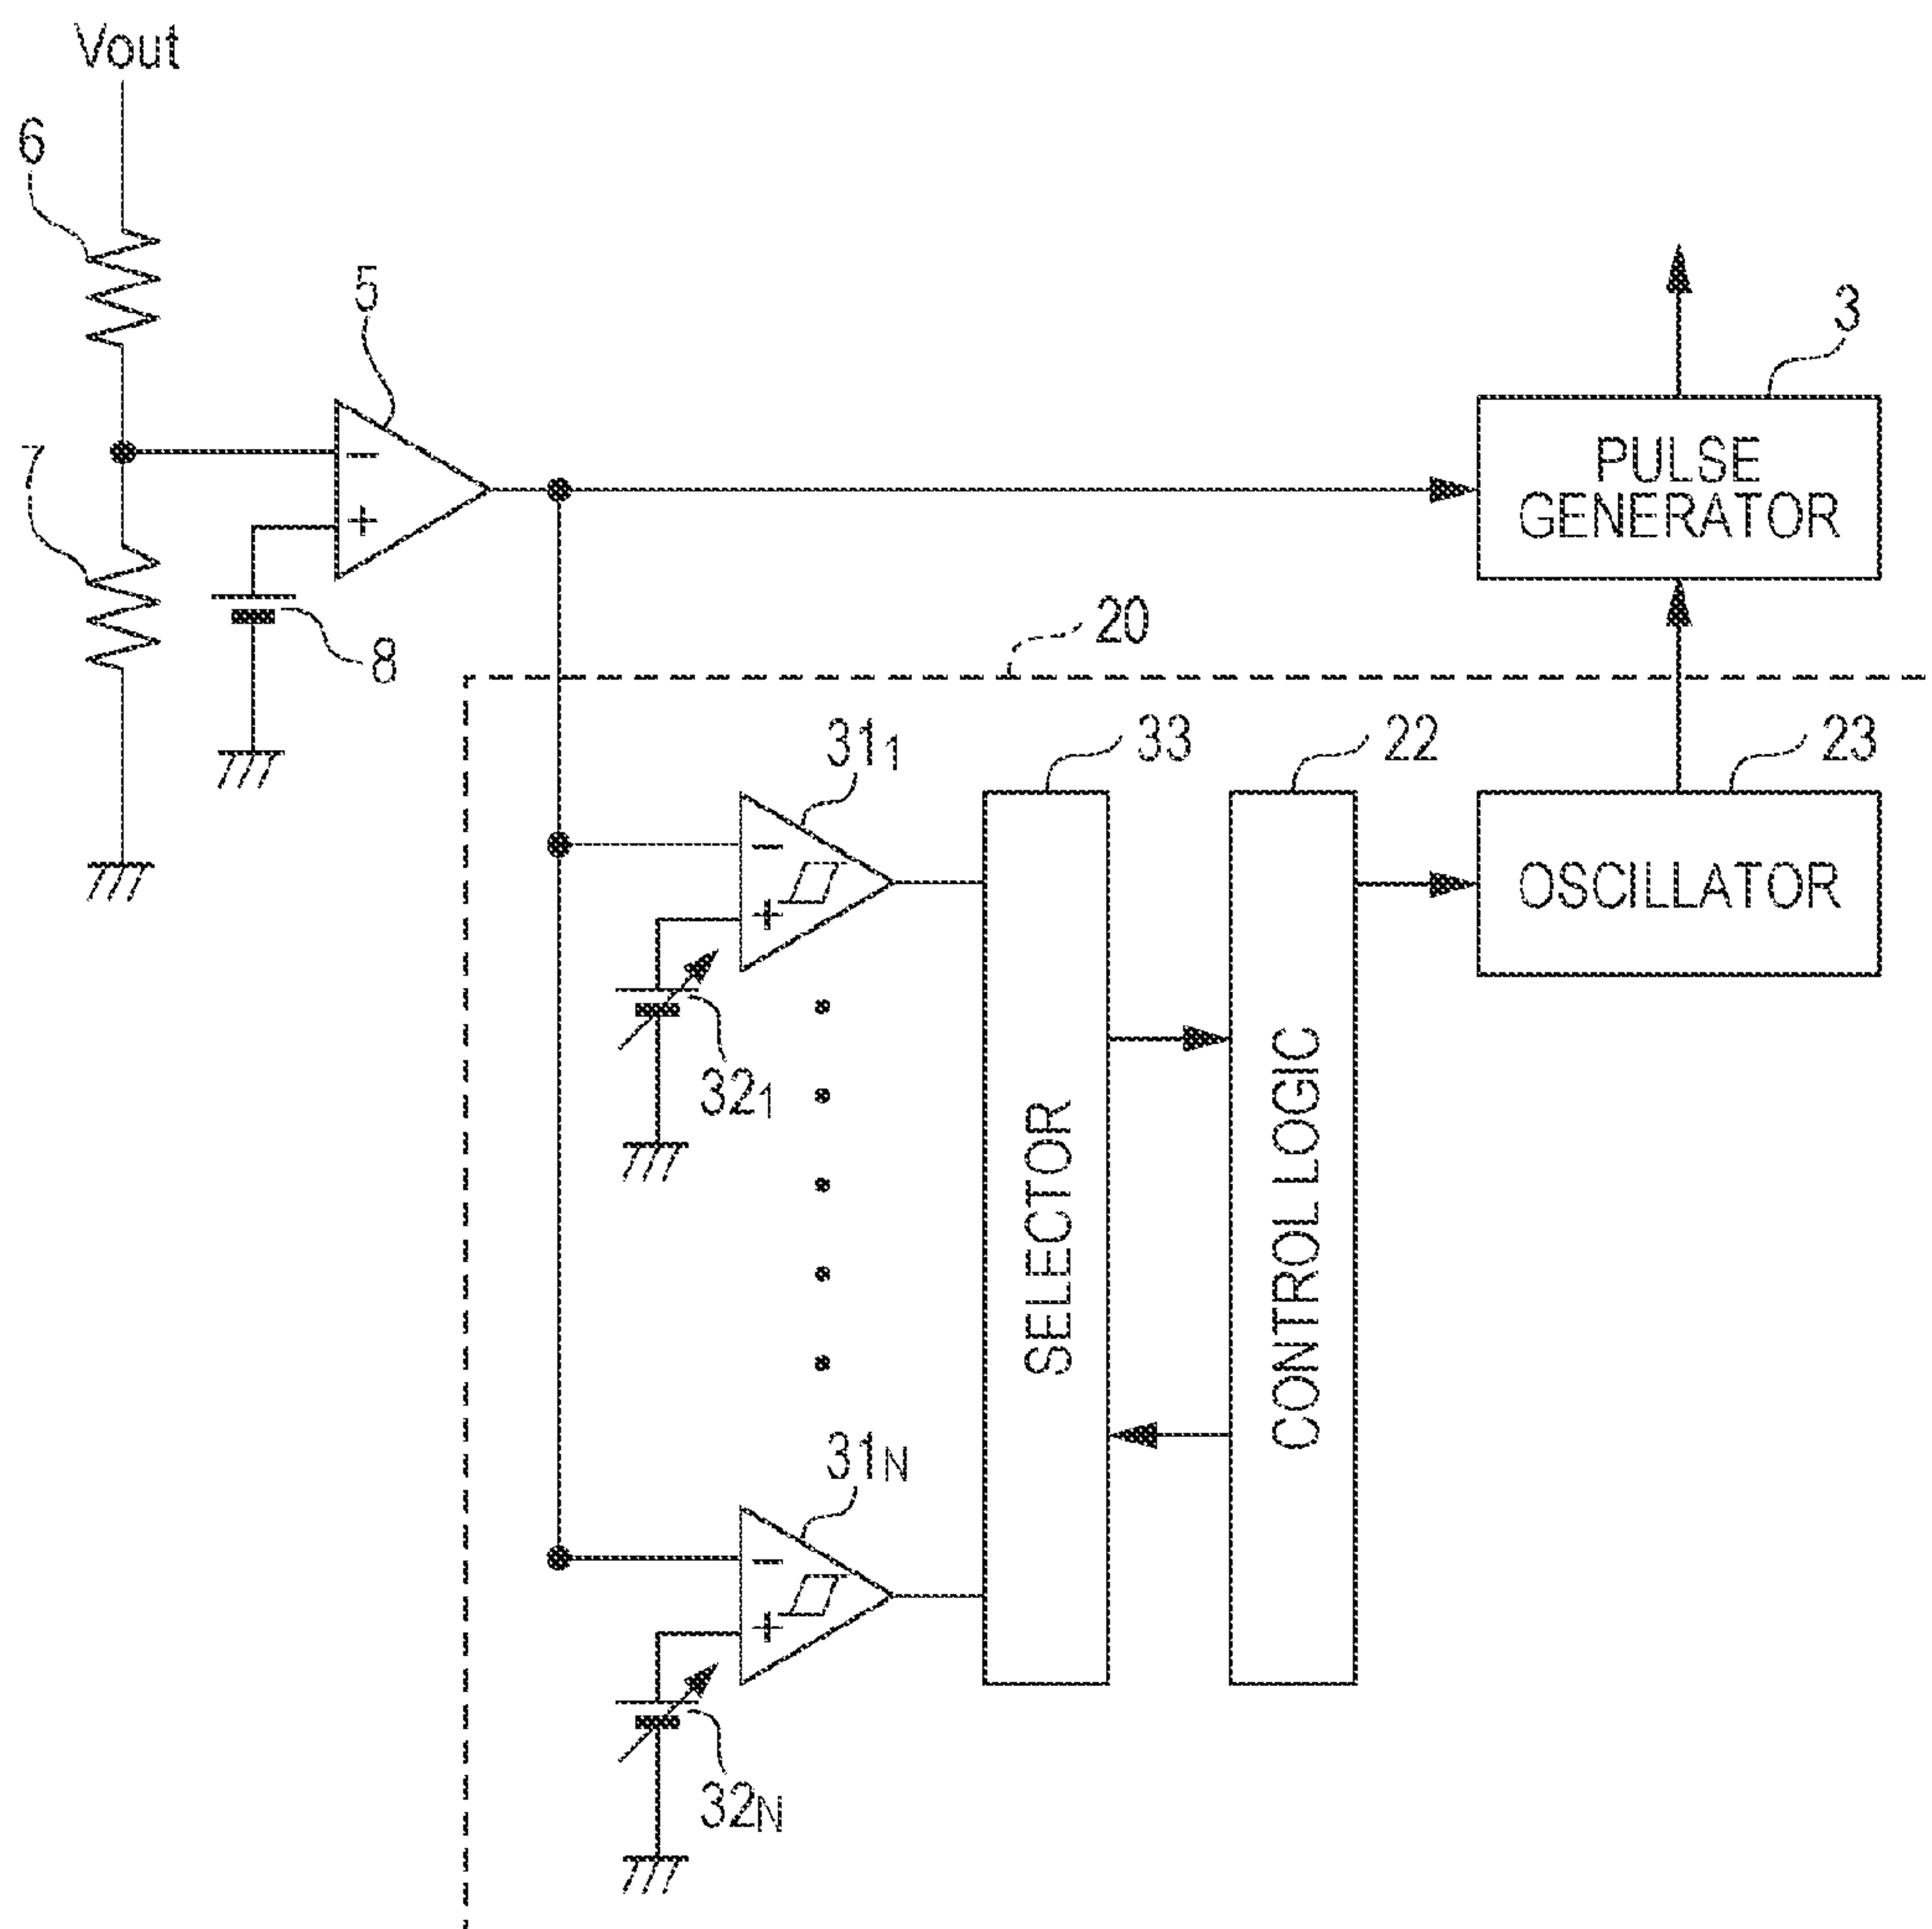 Vout
6
5
3
7
PULSE
GENERATOR
+
8
20
31₁
33
22
23
OSCILLATOR
+
32₁
SELECTOR
CONTROL LOGIC
31N
+
32N